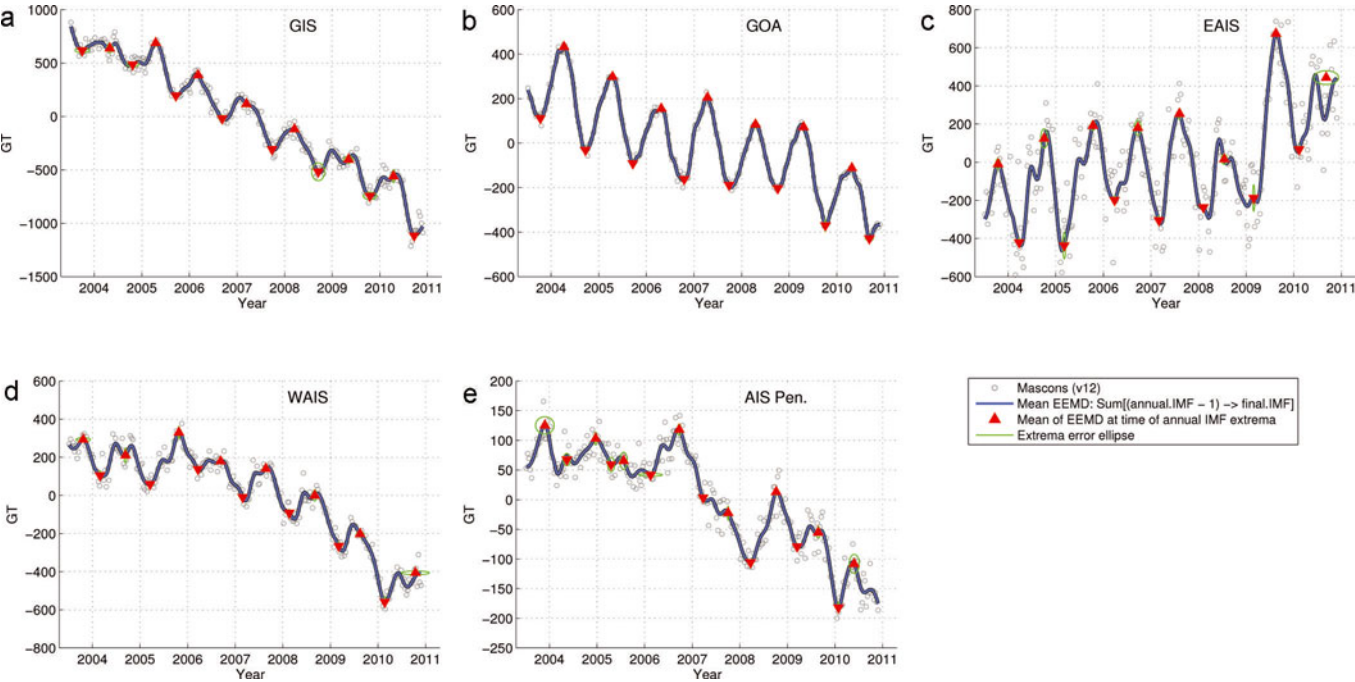 a
GIS
1000
500
0
−500
−1000
−1500
GT
2004 2005 2006 2007 2008 2009 2010 2011
Year
b
GOA
600
400
200
0
−200
−400
−600
GT
2004 2005 2006 2007 2008 2009 2010 2011
Year
c
EAIS
800
600
400
200
0
−200
−400
−600
GT
2004 2005 2006 2007 2008 2009 2010 2011
Year
d
WAIS
600
400
200
0
−200
−400
−600
−800
GT
2004 2005 2006 2007 2008 2009 2010 2011
Year
e
AIS Pen.
200
150
100
50
0
−50
−100
−150
−200
−250
GT
2004 2005 2006 2007 2008 2009 2010 2011
Year
Mascons (v12)
Mean EEMD: Sum[(annual.IMF − 1) −> final.IMF]
Mean of EEMD at time of annual IMF extrema
Extrema error ellipse